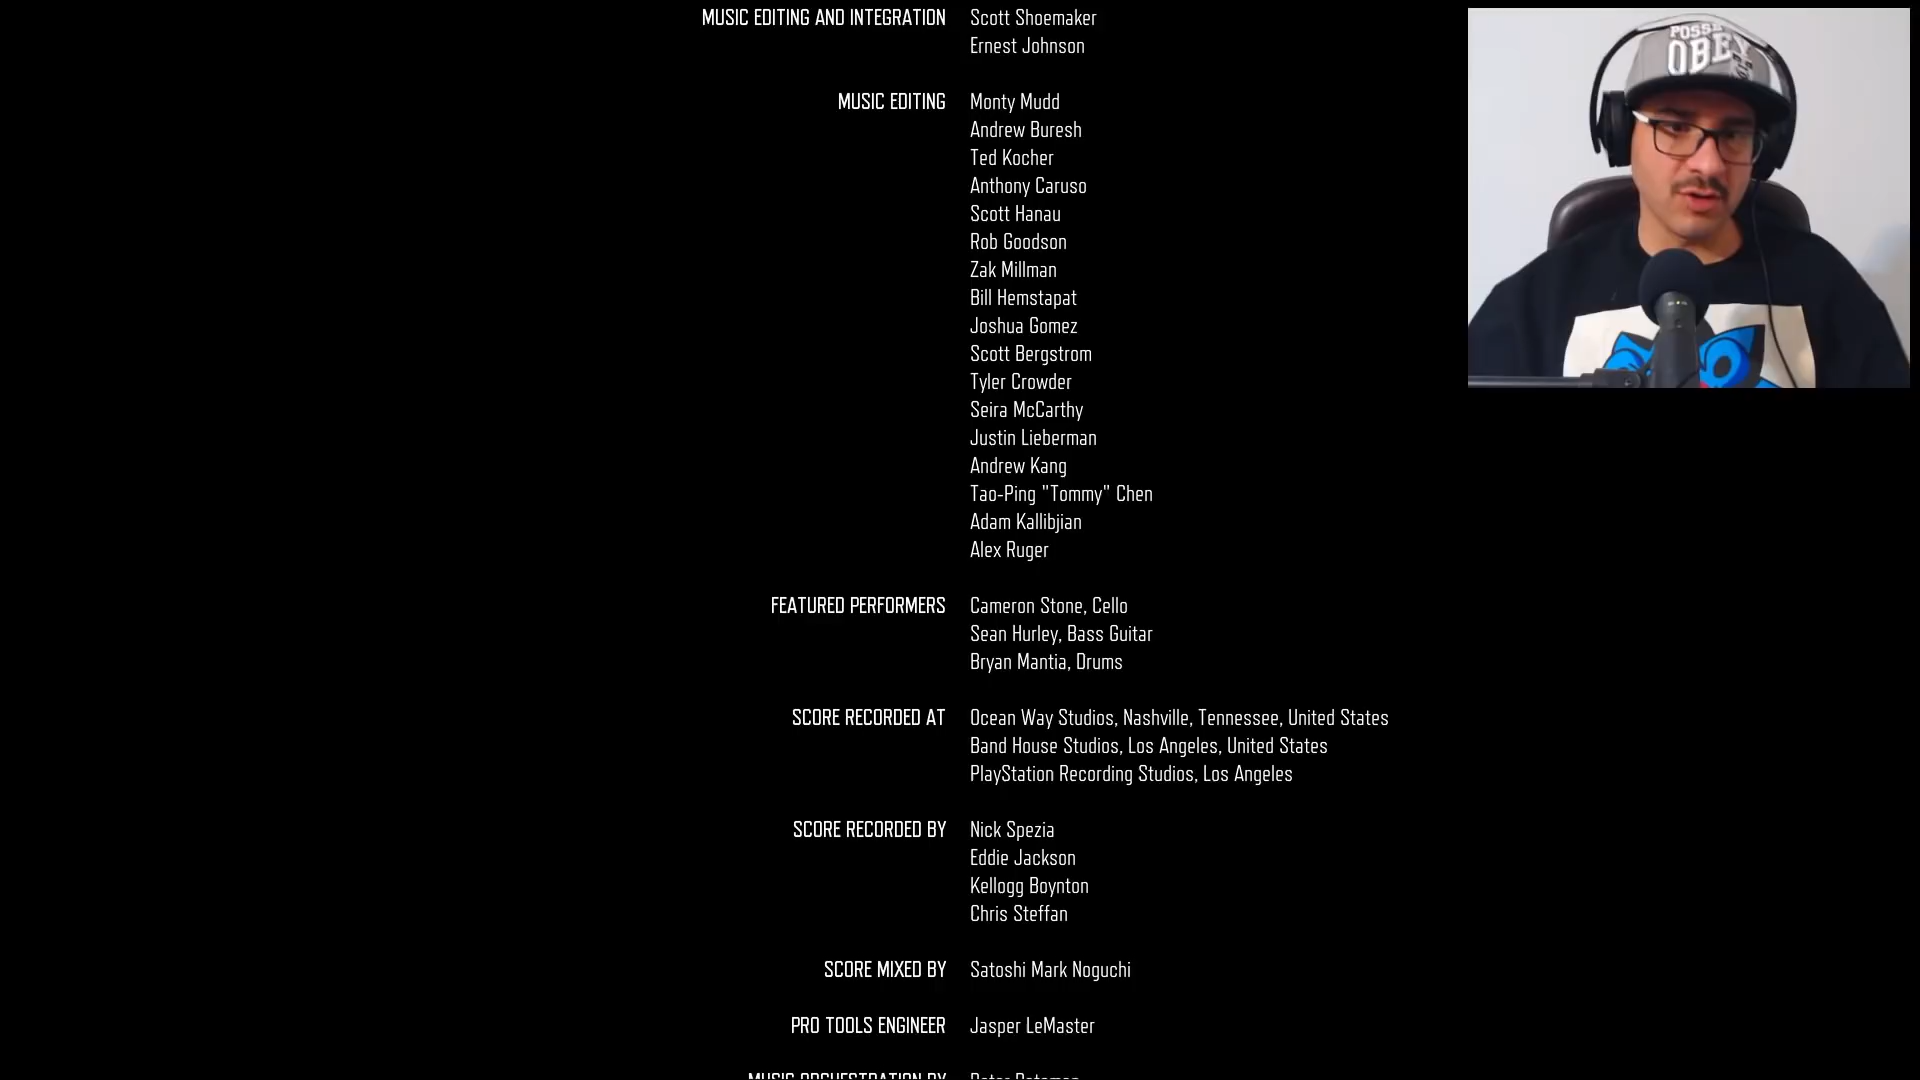 MUSIC EDITING AND INTEGRATION Scott Shoemaker
Ernest Johnson
MUSIC EDITING Monty Mudd
Andrew Buresh
Ted Kocher
Anthony Caruso
Scott Hanau
Rob Goodson
Zak Millman
Bill Hemstapat
Joshua Gomez
Scott Bergstrom
Tyler Crowder
Seira McCarthy
Justin Lieberman
Andrew Kang
Tao-Ping "Tommy" Chen
Adam Kallibjian
Alex Ruger
FEATURED PERFORMERS Cameron Stone, Cello
Sean Hurley, Bass Guitar
Bryan Mantia, Drums
SCORE RECORDED AT Ocean Way Studios, Nashville, Tennessee, United States
Band House Studios, Los Angeles, United States
PlayStation Recording Studios, Los Angeles
SCORE RECORDED BY Nick Spezia
Eddie Jackson
Kellogg Boynton
Chris Steffan
SCORE MIXED BY Satoshi Mark Noguchi
PRO TOOLS ENGINEER Jasper LeMaster
MUSIC ORCHESTRATION BY
OBEY